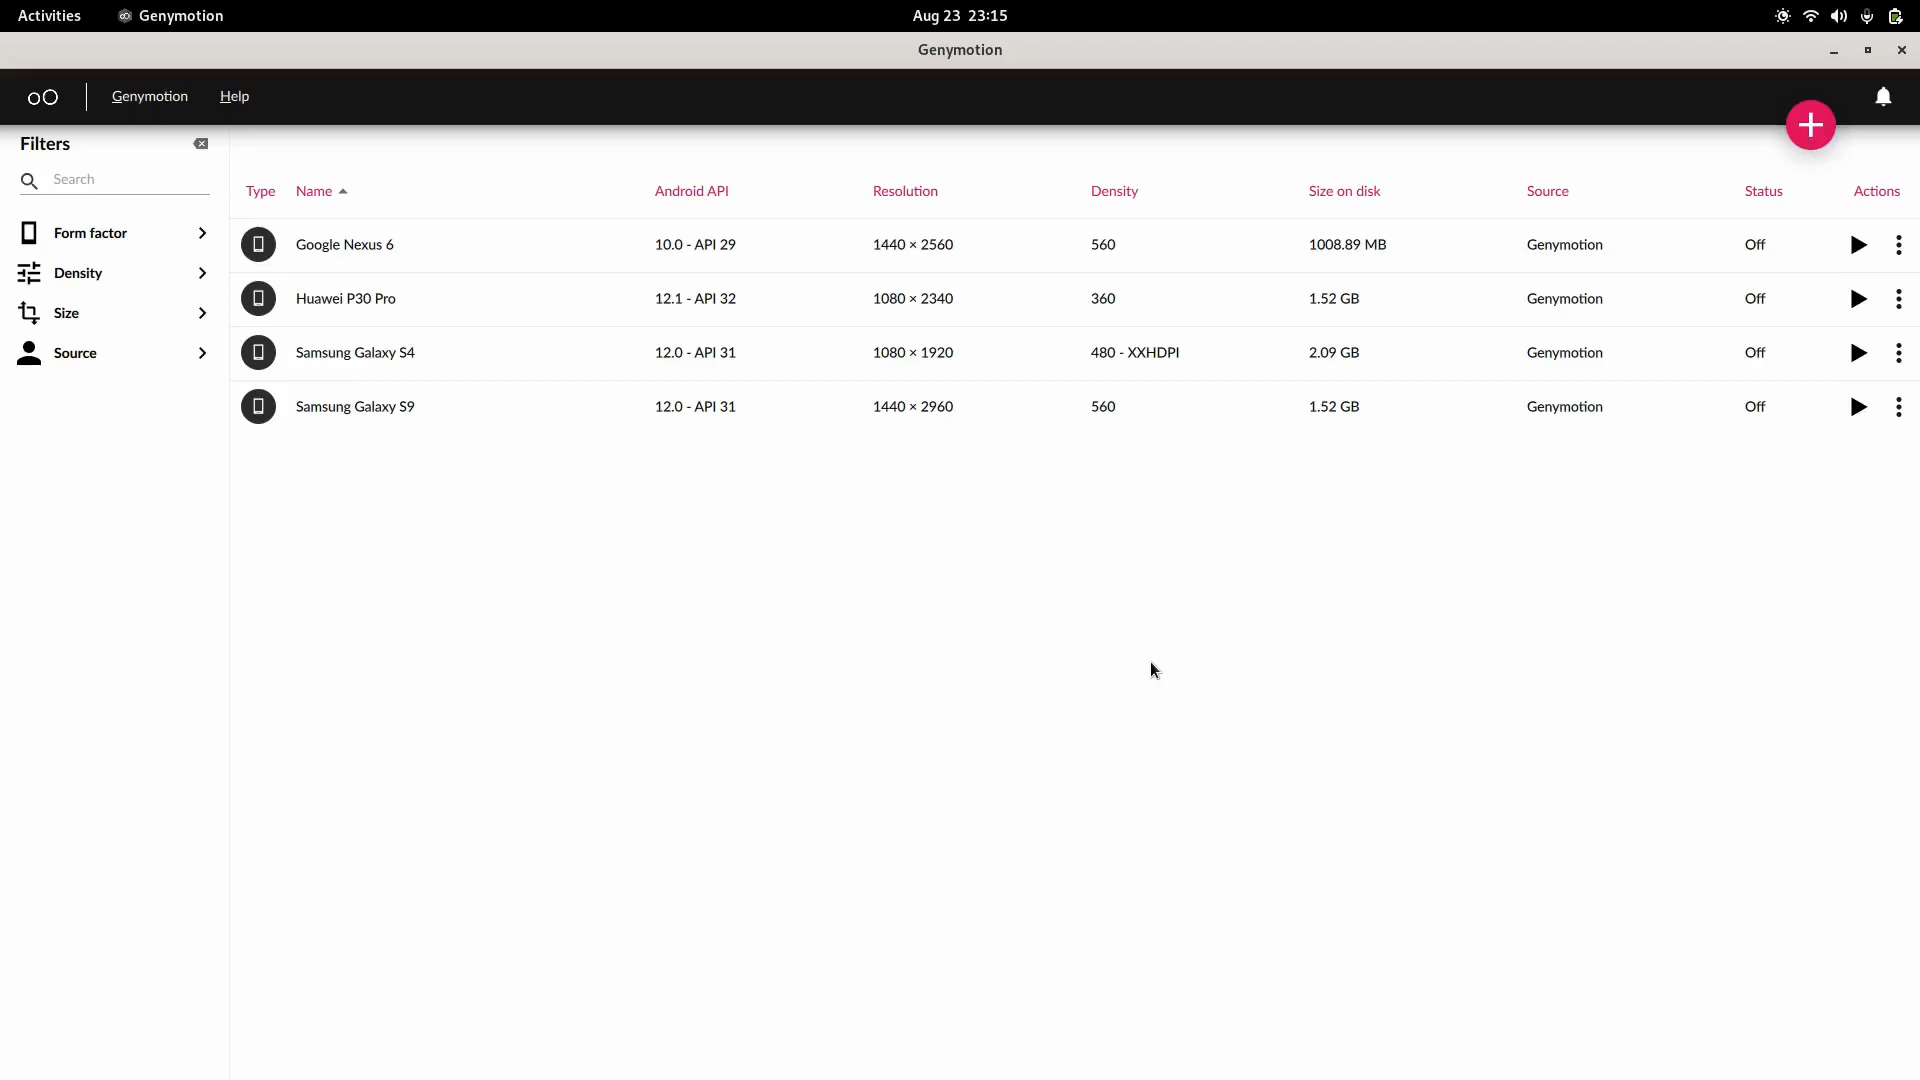 Activities Genymotion Aug 23 23:15
Genymotion
Genymotion Help
Filters
Search
Form factor
Density
Size
Source
Type Name Android API Resolution Density Size on disk Source Status Actions
Google Nexus 6 10.0 - API 29 1440 × 2560 560 1008.89 MB Genymotion Off
Huawei P30 Pro 12.1 - API 32 1080 × 2340 360 1.52 GB Genymotion Off
Samsung Galaxy S4 12.0 - API 31 1080 × 1920 480 - XXHDPI 2.09 GB Genymotion Off
Samsung Galaxy S9 12.0 - API 31 1440 × 2960 560 1.52 GB Genymotion Off